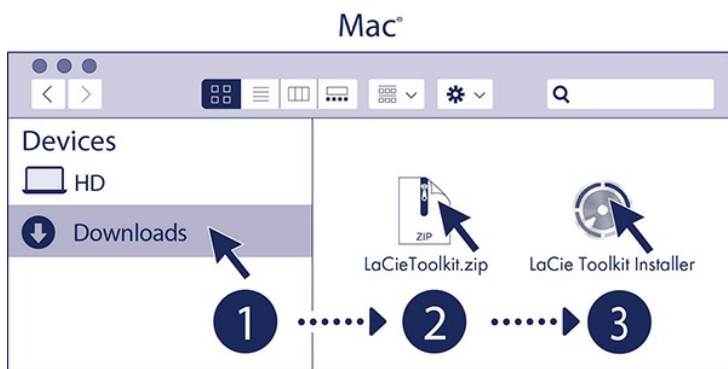 Mac®
Devices
HD
Downloads
ZIP
LaCieToolkit.zip
LaCie Toolkit Installer
1
2
3